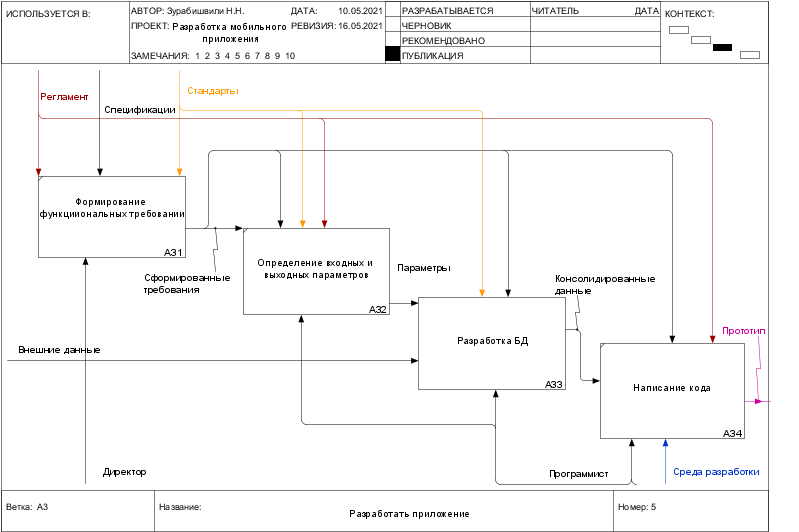 ИСПОЛЬЗУЕТСЯ В:
АВТОР: Зурабишвили Н.Н.
ДАТА: 10.05.2021
ПРОЕКТ: Разработка мобильного приложения
РЕВИЗИЯ: 16.05.2021
ЗАМЕЧАНИЯ: 1 2 3 4 5 6 7 8 9 10
РАЗРАБАТЫВАЕТСЯ
ЧЕРНОВИК
РЕКОМЕНДОВАНО
ПУБЛИКАЦИЯ
ЧИТАТЕЛЬ
ДАТА
КОНТЕКСТ:
Регламент
Спецификации
Стандарты
Формирование
функцииональных требовании
А31
Сформированные
требования
Определение входных и
выходных параметров
А32
Параметры
Консолидированные
данные
Разработка БД
А33
Внешние данные
Прототип
Написание кода
А34
Директор
Программист
Среда разработки
Ветка: А3
Название:
Разработать приложение
Номер: 5